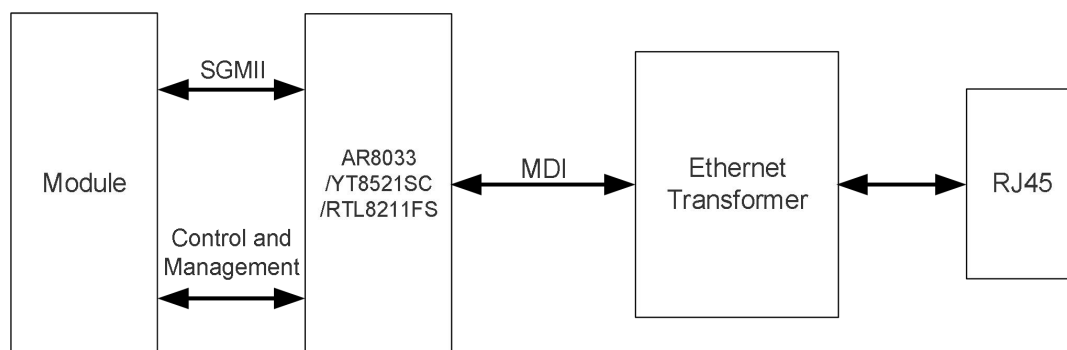 Module
SGMII
Control and
Management
AR8033
/YT8521SC
/RTL8211FS
MDI
Ethernet
Transformer
RJ45